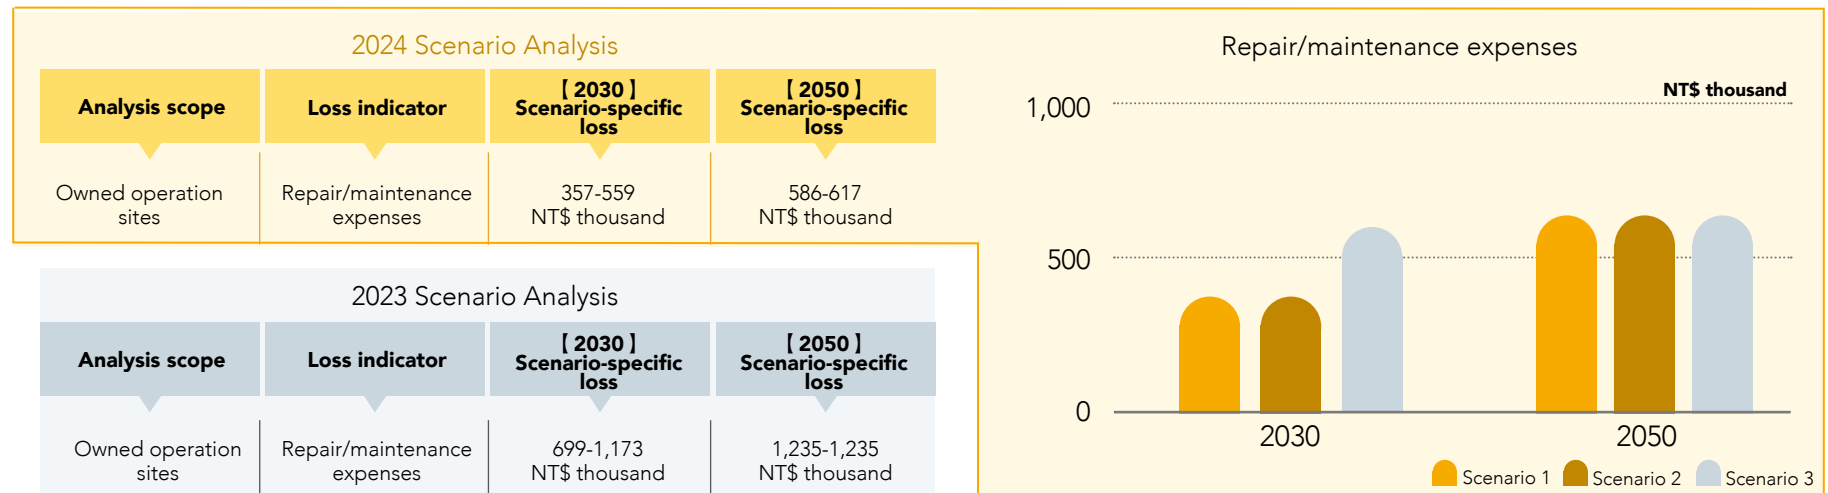 2024 Scenario Analysis
Analysis scope
Loss indicator
【2030】
Scenario-specific
loss
【2050】
Scenario-specific
loss
Owned operation
sites
Repair/maintenance
expenses
357-559
NT$ thousand
586-617
NT$ thousand
2023 Scenario Analysis
Analysis scope
Loss indicator
【2030】
Scenario-specific
loss
【2050】
Scenario-specific
loss
Owned operation
sites
Repair/maintenance
expenses
699-1,173
NT$ thousand
1,235-1,235
NT$ thousand
Repair/maintenance expenses
NT$ thousand
1,000
500
0
2030
2050
Scenario 1
Scenario 2
Scenario 3